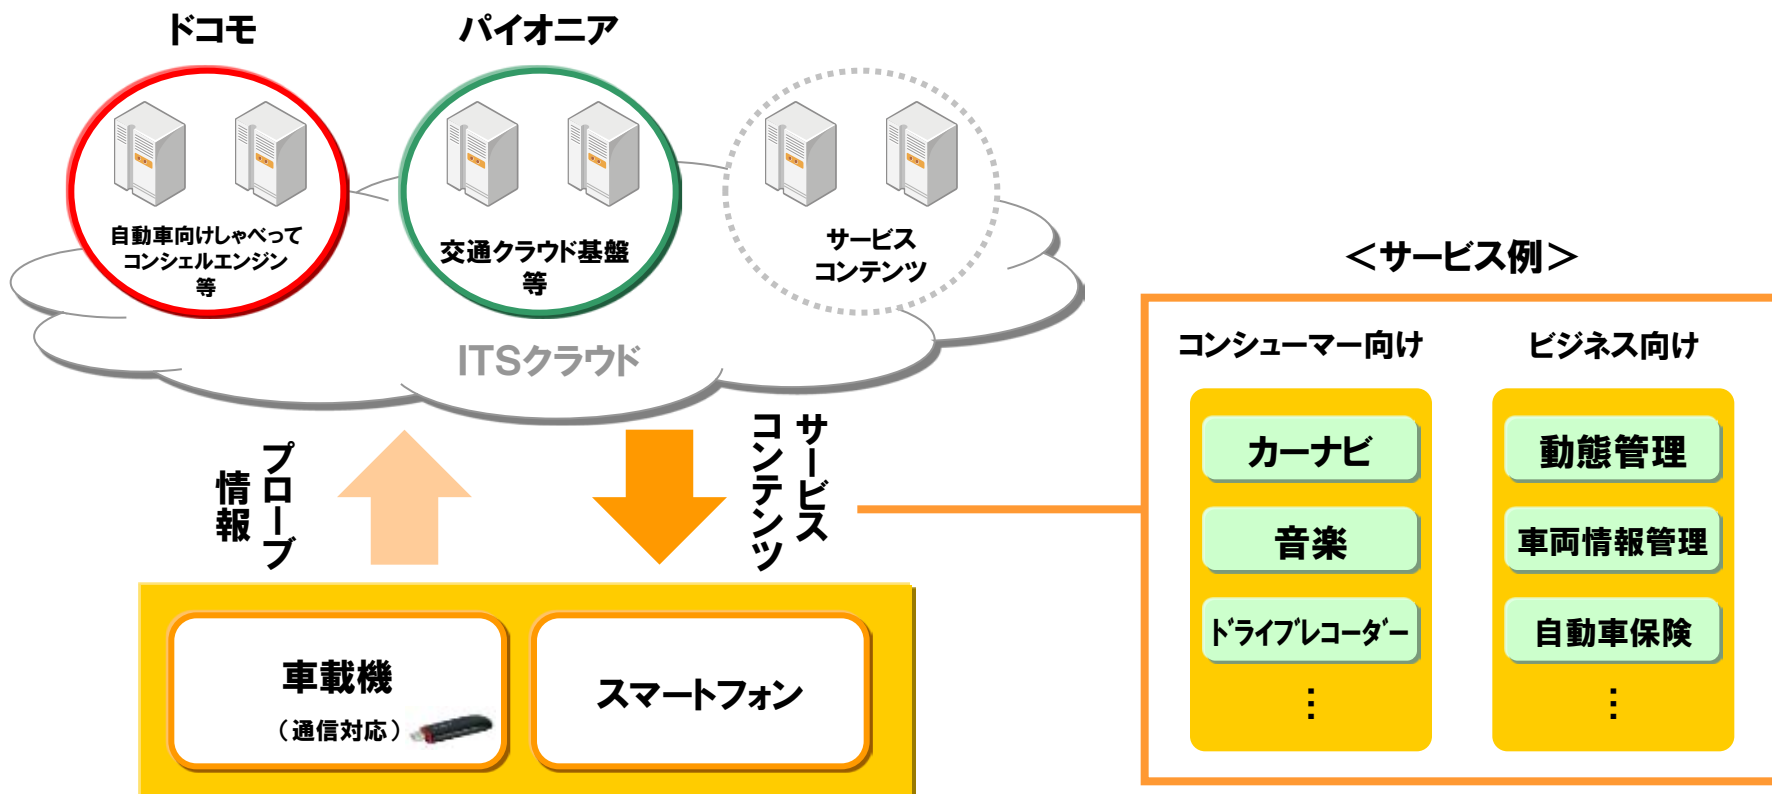 ドコモ
パイオニア
自動車向けしゃべって
コンシェルエンジン
等
交通クラウド基盤
等
サービス
コンテンツ
ITSクラウド
プローブ
情報
サービス
コンテンツ
車載機
（通信対応）
スマートフォン
＜サービス例＞
コンシューマー向け
カーナビ
音楽
ドライブレコーダー
⋮
ビジネス向け
動態管理
車両情報管理
自動車保険
⋮